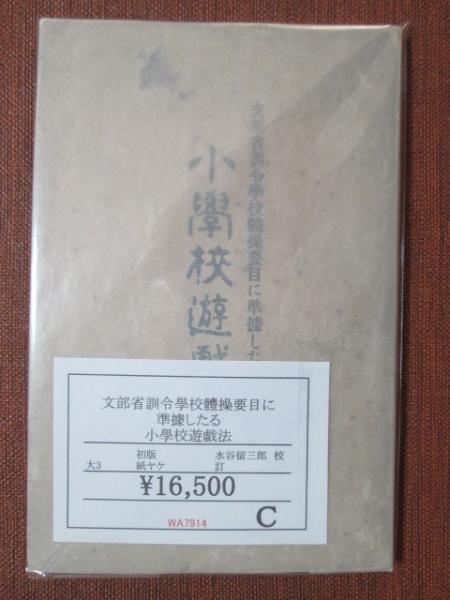 文部省訓令學校體操要目に準據した
小學校遊戯
文部省訓令學校體操要目に
準據したる
小學校遊戯法
初版 水谷留三郎 校
大3 紙ヤケ 訂
¥16,500
WA7914
C